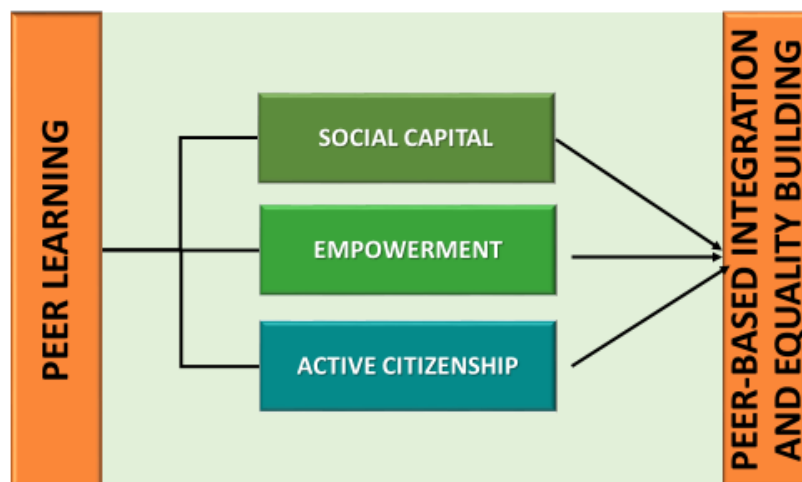 PEER LEARNING
SOCIAL CAPITAL
EMPOWERMENT
ACTIVE CITIZENSHIP
PEER-BASED INTEGRATION
AND EQUALITY BUILDING